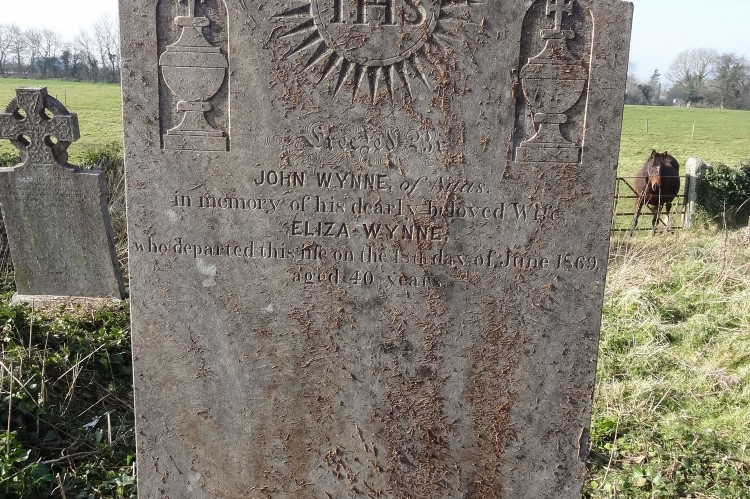 IHS
Erected By
JOHN WYNNE, of Naas.
in memory of his dearly beloved Wife
ELIZA WYNNE,
who departed this life on the 18th day of June 1869,
aged 40 years.